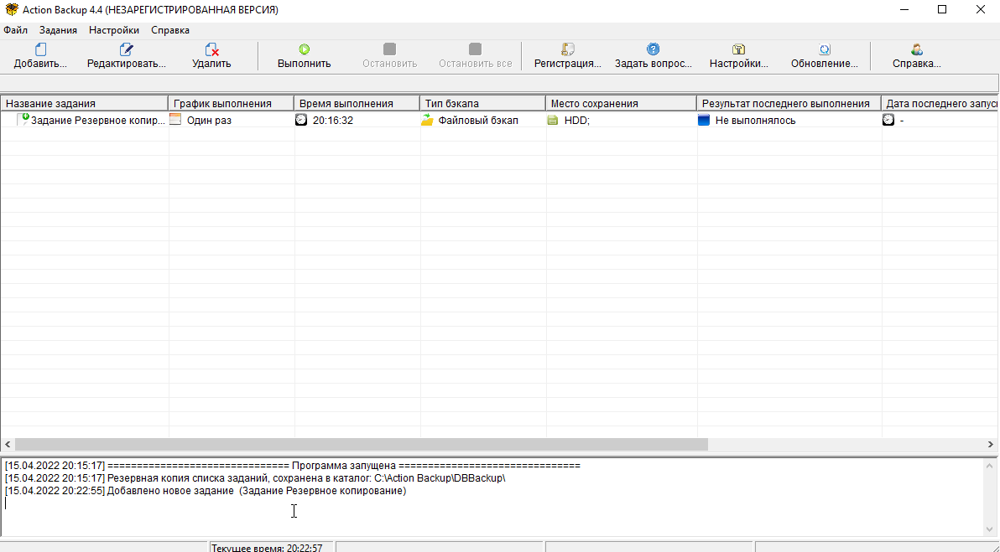 Action Backup 4.4 (НЕЗАРЕГИСТРИРОВАННАЯ ВЕРСИЯ)
Файл Задания Настройки Справка
Добавить... Редактировать... Удалить Выполнить Остановить Остановить все Регистрация... Задать вопрос... Настройки... Обновление... Справка...
Название задания График выполнения Время выполнения Тип бэкапа Место сохранения Результат последнего выполнения Дата последнего запус
Задание Резервное копир... Один раз 20:16:32 Файловый бэкап HDD; Не выполнялось -
[15.04.2022 20:15:17] =============================== Программа запущена ===============================
[15.04.2022 20:15:17] Резервная копия списка заданий, сохранена в каталог: C:\Action Backup\DBBackup\
[15.04.2022 20:22:55] Добавлено новое задание (Задание Резервное копирование)
Текущее время: 20:22:57